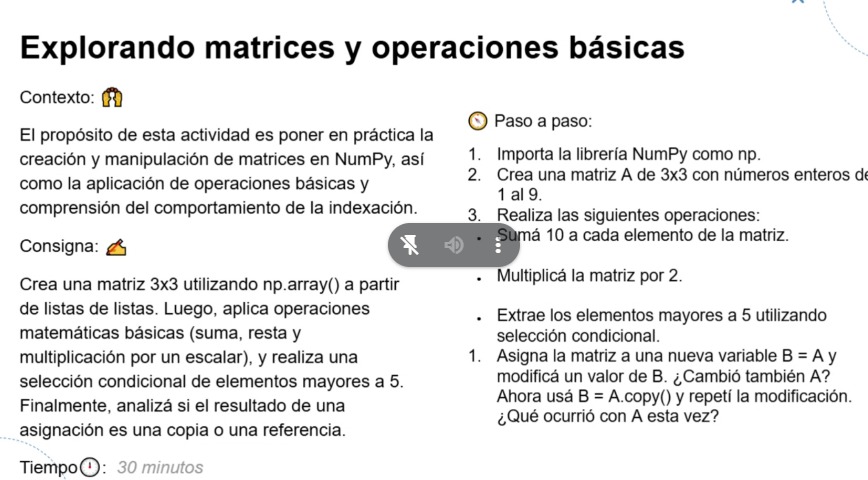 Explorando matrices y operaciones básicas
Contexto:
El propósito de esta actividad es poner en práctica la
creación y manipulación de matrices en NumPy, así
como la aplicación de operaciones básicas y
comprensión del comportamiento de la indexación.
Consigna:
Crea una matriz 3x3 utilizando np.array() a partir
de listas de listas. Luego, aplica operaciones
matemáticas básicas (suma, resta y
multiplicación por un escalar), y realiza una
selección condicional de elementos mayores a 5.
Finalmente, analizá si el resultado de una
asignación es una copia o una referencia.
Tiempo: 30 minutos
Paso a paso:
1. Importa la librería NumPy como np.
2. Crea una matriz A de 3x3 con números enteros de
1 al 9.
3. Realiza las siguientes operaciones:
• Sumá 10 a cada elemento de la matriz.
• Multiplicá la matriz por 2.
• Extrae los elementos mayores a 5 utilizando
selección condicional.
1. Asigna la matriz a una nueva variable B = A y
modificá un valor de B. ¿Cambió también A?
Ahora usá B = A.copy() y repetí la modificación.
¿Qué ocurrió con A esta vez?